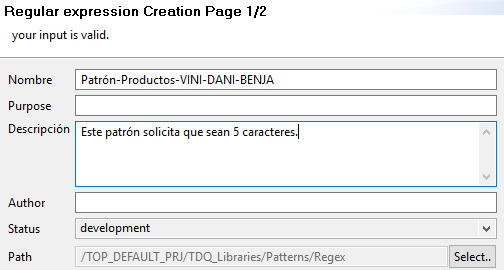 Regular expression Creation Page 1/2
your input is valid.
Nombre Patrón-Productos-VINI-DANI-BENJA
Purpose
Descripción Este patrón solicita que sean 5 caracteres.
Author
Status development
Path /TOP_DEFAULT_PRJ/TDQ_Libraries/Patterns/Regex Select..